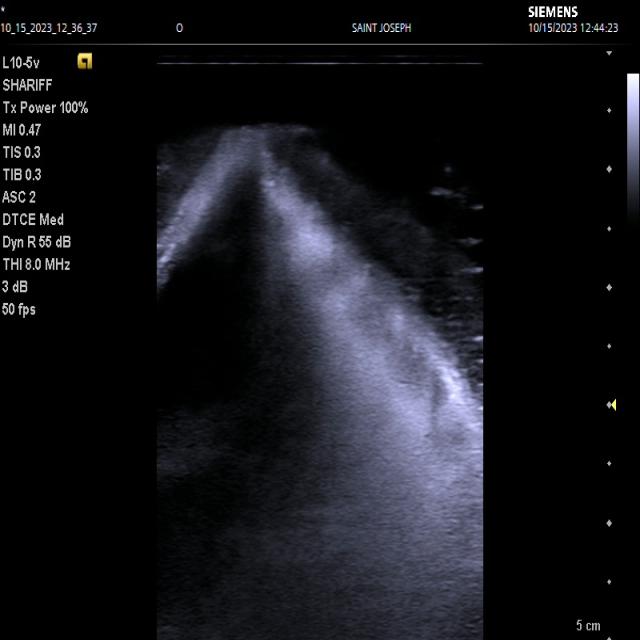 *
SIEMENS
10_15_2023_12_36_37 O SAINT JOSEPH 10/15/2023 12:44:23
L10-5v
SHARIFF
Tx Power 100%
MI 0.47
TIS 0.3
TIB 0.3
ASC 2
DTCE Med
Dyn R 55 dB
THI 8.0 MHz
3 dB
50 fps
5 cm